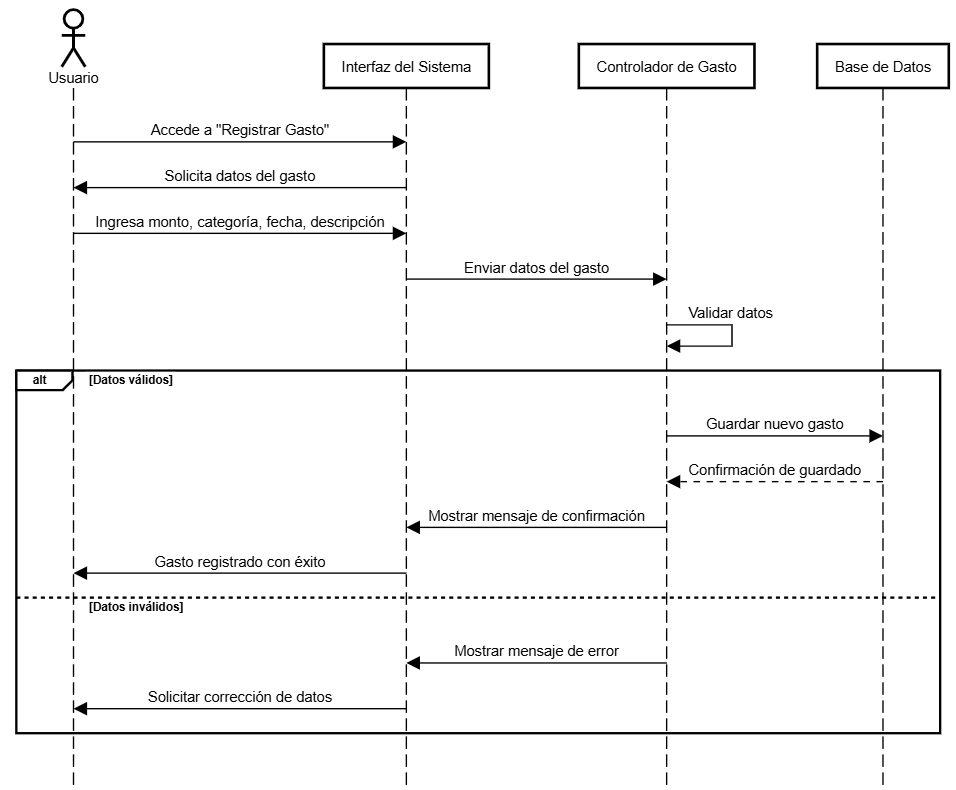 Usuario
Interfaz del Sistema
Controlador de Gasto
Base de Datos
Accede a "Registrar Gasto"
Solicita datos del gasto
Ingresa monto, categoría, fecha, descripción
Enviar datos del gasto
Validar datos
alt
[Datos válidos]
Guardar nuevo gasto
Confirmación de guardado
Mostrar mensaje de confirmación
Gasto registrado con éxito
[Datos inválidos]
Mostrar mensaje de error
Solicitar corrección de datos